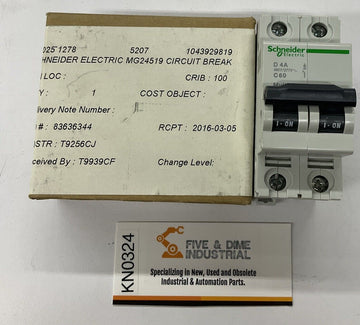 0251278 5207 1043929819
HNEIDER ELECTRIC MG24519 CIRCUIT BREAK
LOC : CRIB : 100
1 COST OBJECT :
livery Note Number :
# : 83636344 RCPT : 2016-03-05
STR : T9256CJ
ceived By : T9939CF Change Level:
Schneider
Electric
D 4A
C60
I - ON I - ON
KN0324
FIVE & DIME
INDUSTRIAL
Specializing in New, Used and Obsolete
Industrial & Automation Parts.